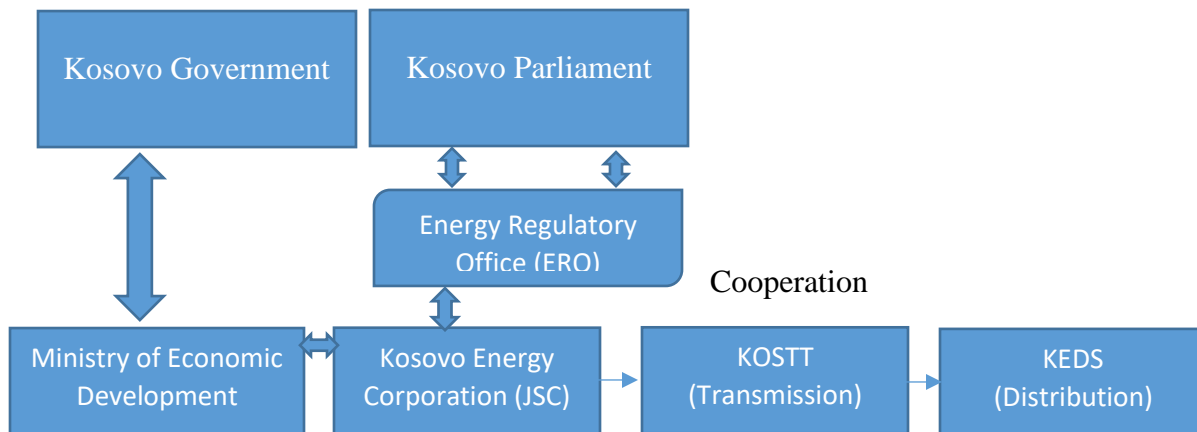 Kosovo Government
Kosovo Parliament
Energy Regulatory
Office (ERO)
Cooperation
Ministry of Economic
Development
Kosovo Energy
Corporation (JSC)
KOSTT
(Transmission)
KEDS
(Distribution)